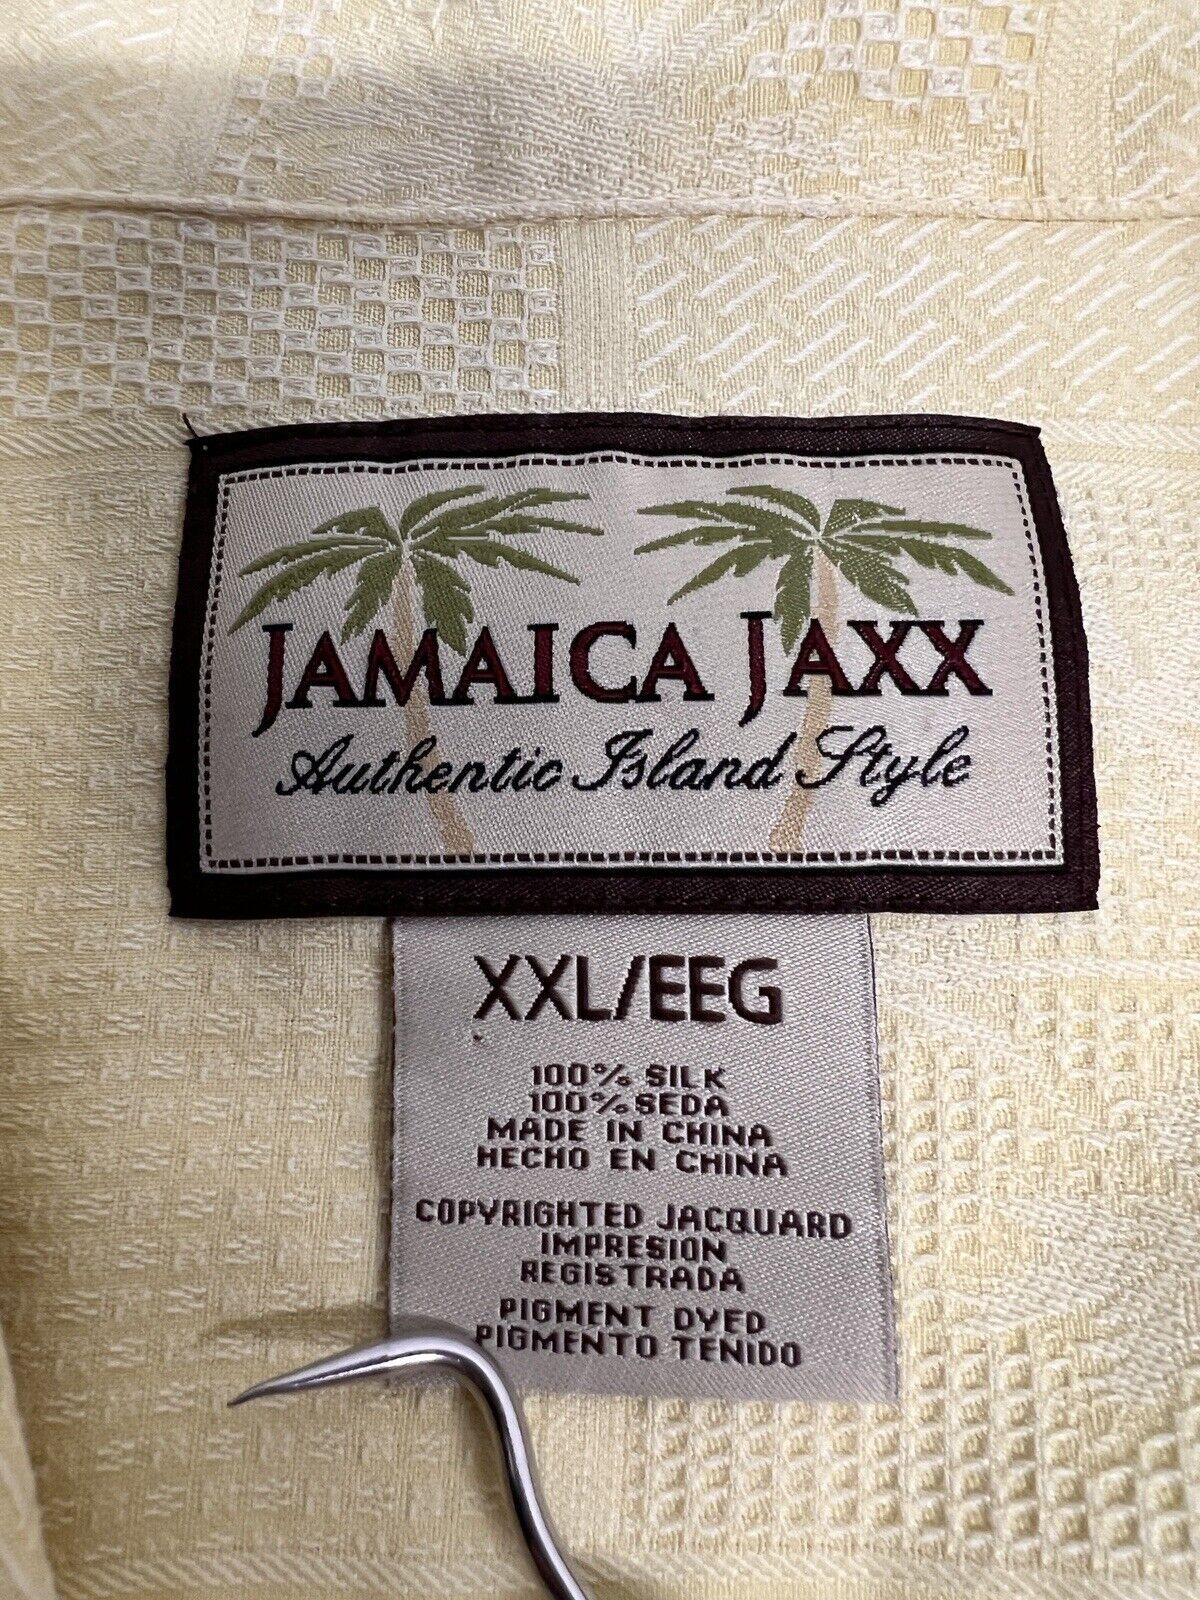 JAMAICA JAXX
Authentic Island Style
XXL/EEG
100% SILK
100% SEDA
MADE IN CHINA
HECHO EN CHINA
COPYRIGHTED JACQUARD
IMPRESION
REGISTRADA
PIGMENT DYED
PIGMENTO TENIDO